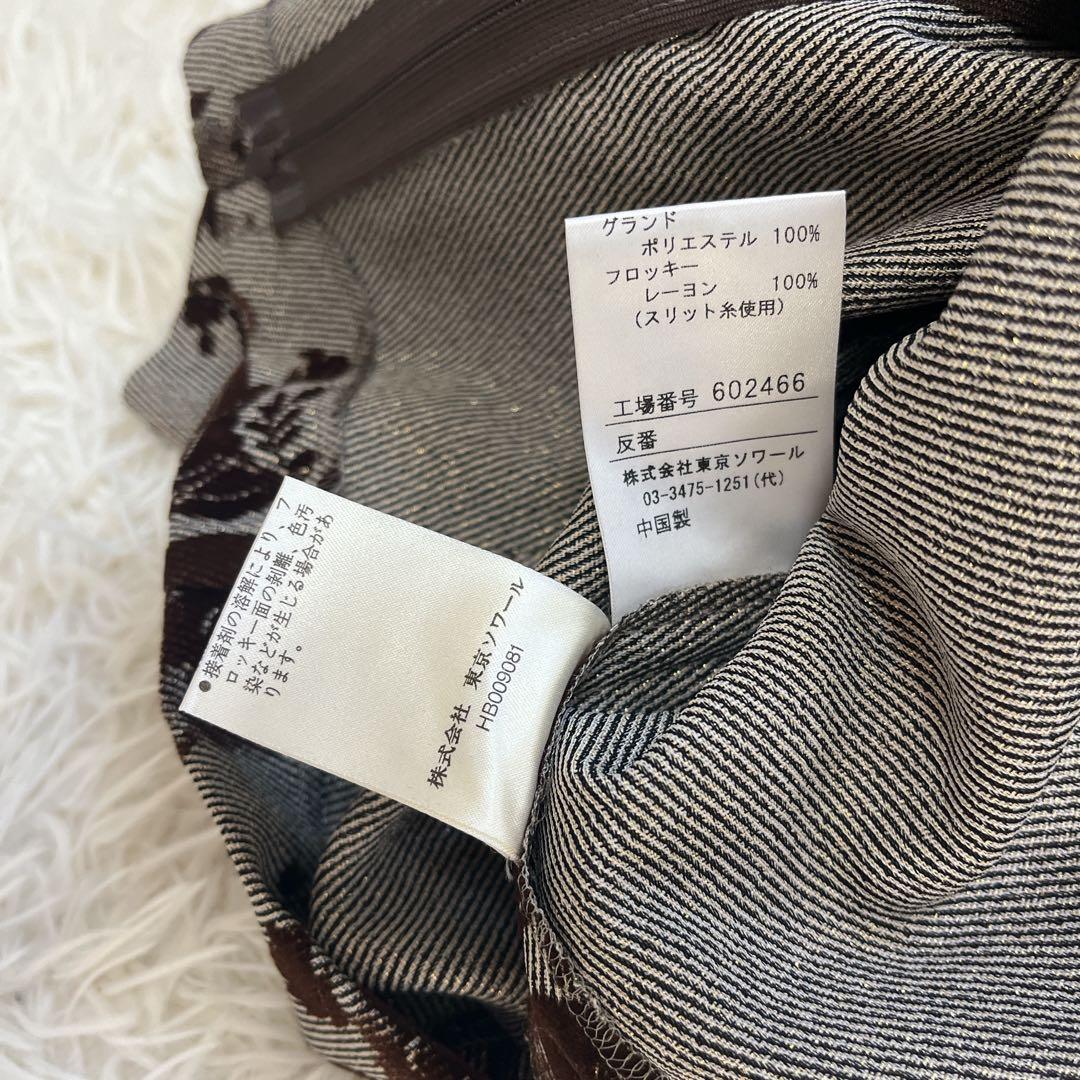 グランド
ポリエステル 100%
フロッキー
レーヨン 100%
(スリット糸使用)
工場番号 602466
反番
株式会社東京ソワール
03-3475-1251(代)
中国製
●接着剤の溶解により、フ
ロッキー面の剥離、色汚
染などが生じる場合があ
ります。
株式会社 東京ソワール
HB009081